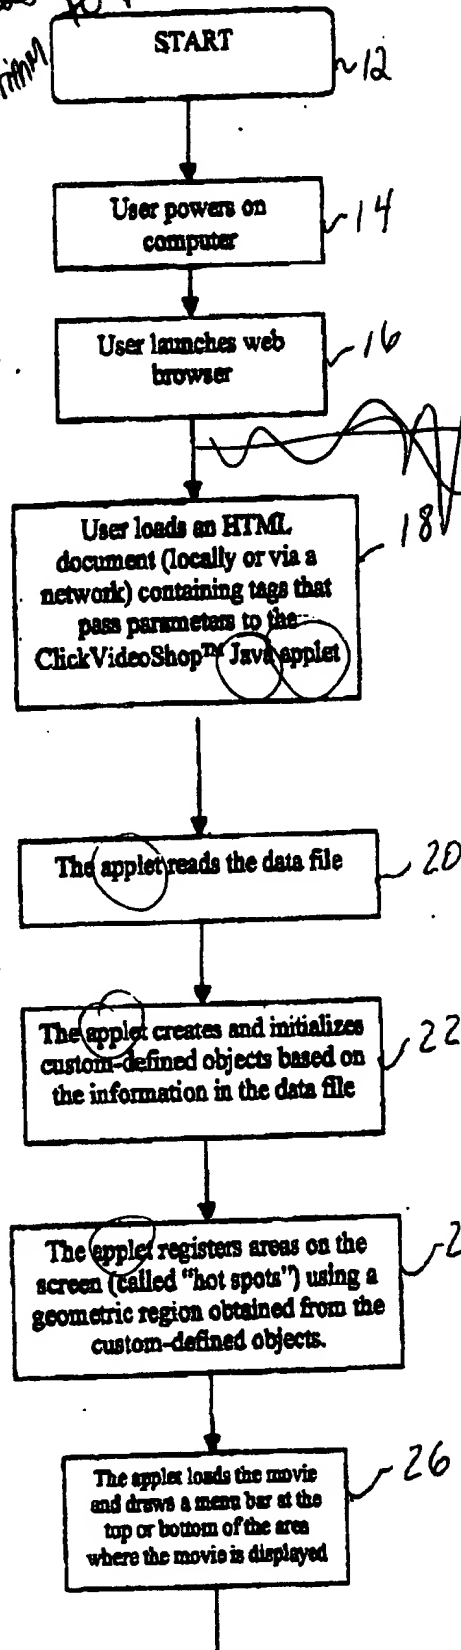 START
12
User powers on
computer
14
User launches web
browser
16
User loads an HTML
document (locally or via a
network) containing tags that
pass parameters to the
ClickVideoShop™ Java applet
18
The applet reads the data file
20
The applet creates and initializes
custom-defined objects based on
the information in the data file
22
The applet registers areas on the
screen (called "hot spots") using a
geometric region obtained from the
custom-defined objects.
2
The applet loads the movie
and draws a menu bar at the
top or bottom of the area
where the movie is displayed
26